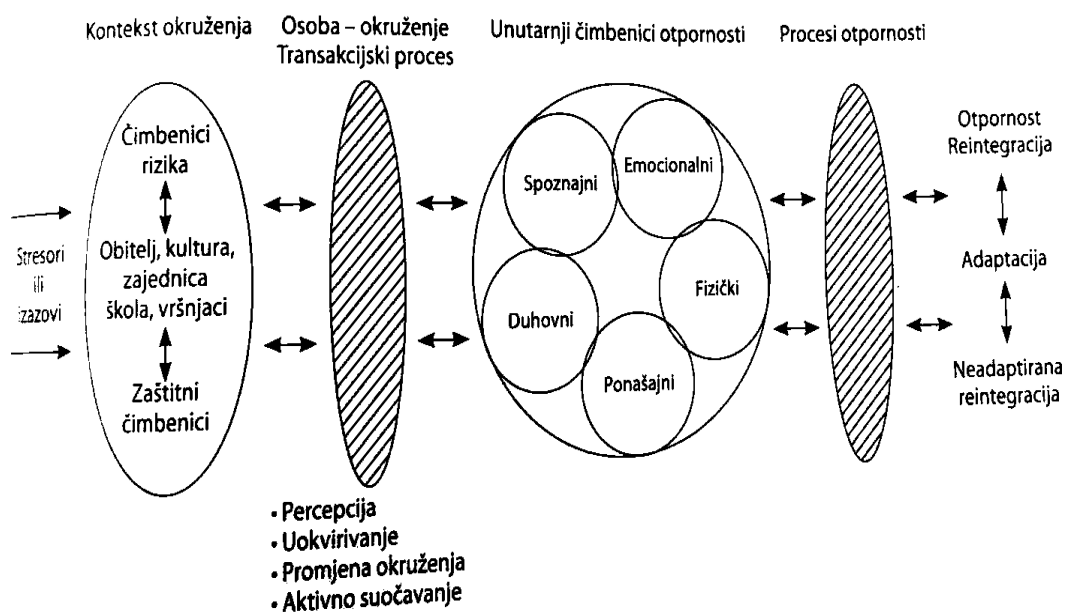 Kontekst okruženja
Osoba – okruženje
Transakcijski proces
Unutarnji čimbenici otpornosti
Procesi otpornosti
Stresori
ili
izazovi
Čimbenici
rizika
Obitelj, kultura,
zajednica
škola, vršnjaci
Zaštitni
čimbenici
• Percepcija
• Uokvirivanje
• Promjena okruženja
• Aktivno suočavanje
Spoznajni
Emocionalni
Duhovni
Fizički
Ponašajni
Otpornost
Reintegracija
Adaptacija
Neadaptirana
reintegracija